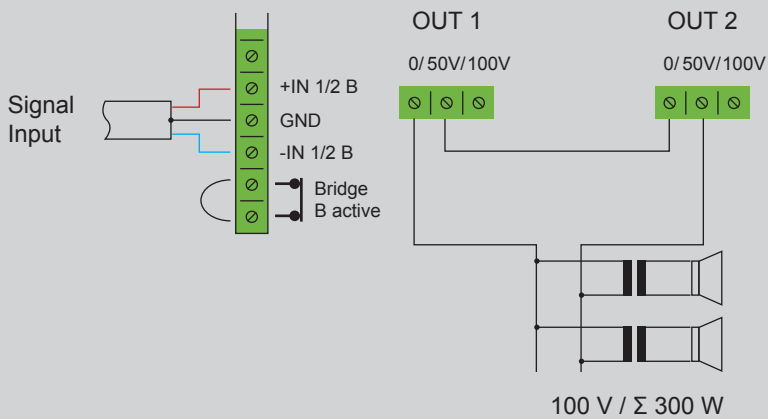 Signal
Input
+IN 1/2 B
GND
-IN 1/2 B
Bridge
B active
OUT 1
0/ 50V/100V
OUT 2
0/ 50V/100V
100 V / Σ 300 W